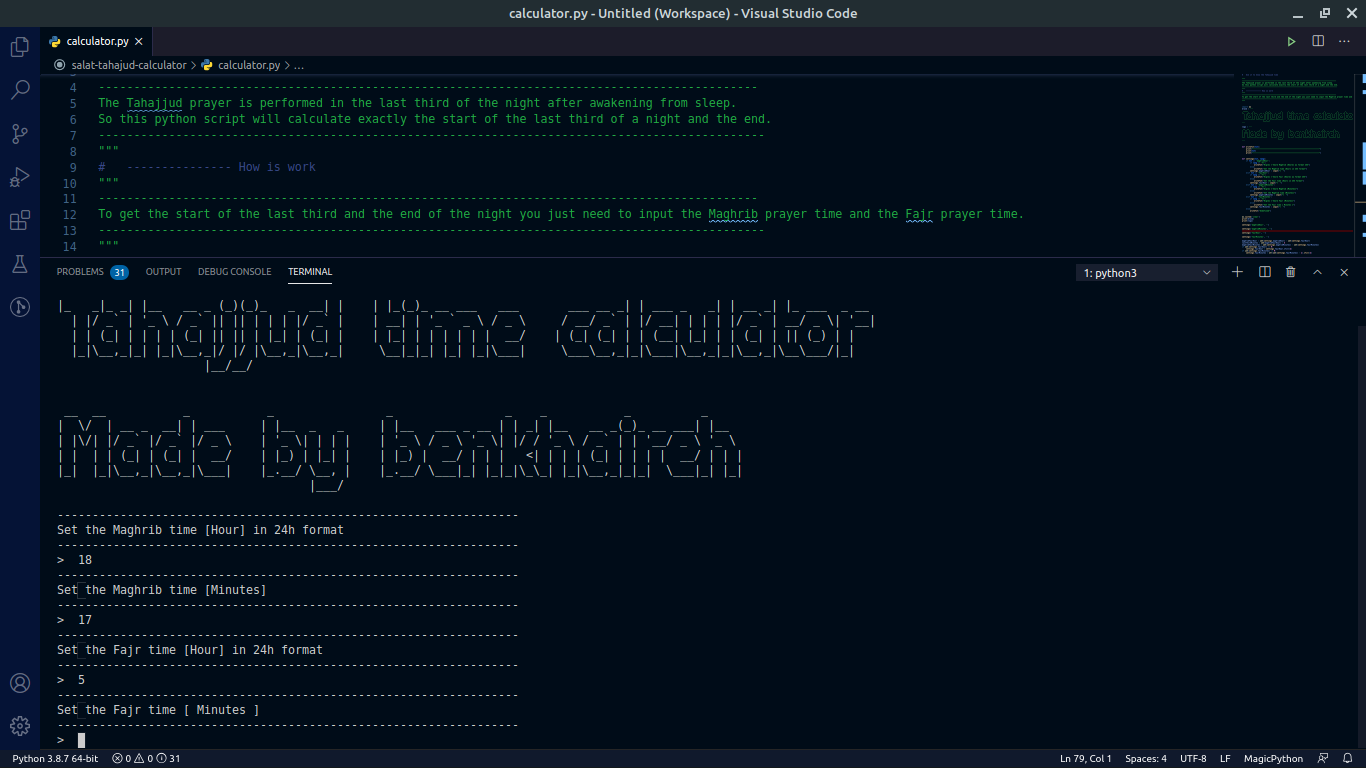 calculator.py - Untitled (Workspace) - Visual Studio Code
calculator.py
salat-tahajud-calculator > calculator.py > ...
4 -----------------------------------------------------------------------------------------------
5 The Tahajjud prayer is performed in the last third of the night after awakening from sleep.
6 So this python script will calculate exactly the start of the last third of a night and the end.
7 ------------------------------------------------------------------------------------------------
8 """
9 # --------------- How is work
10 """
11 -----------------------------------------------------------------------------------------------
12 To get the start of the last third and the end of the night you just need to input the Maghrib prayer time and the Fajr prayer time.
13 ------------------------------------------------------------------------------------------------
14 """
PROBLEMS 31 OUTPUT DEBUG CONSOLE TERMINAL 1: python3
Tahajjud time calculator
Made by benkhaireh
------------------------------------------------------------------
Set the Maghrib time [Hour] in 24h format
------------------------------------------------------------------
> 18
------------------------------------------------------------------
Set the Maghrib time [Minutes]
------------------------------------------------------------------
> 17
------------------------------------------------------------------
Set the Fajr time [Hour] in 24h format
------------------------------------------------------------------
> 5
------------------------------------------------------------------
Set the Fajr time [ Minutes ]
------------------------------------------------------------------
>
Python 3.8.7 64-bit 0 0 31 Ln 79, Col 1 Spaces: 4 UTF-8 LF MagicPython